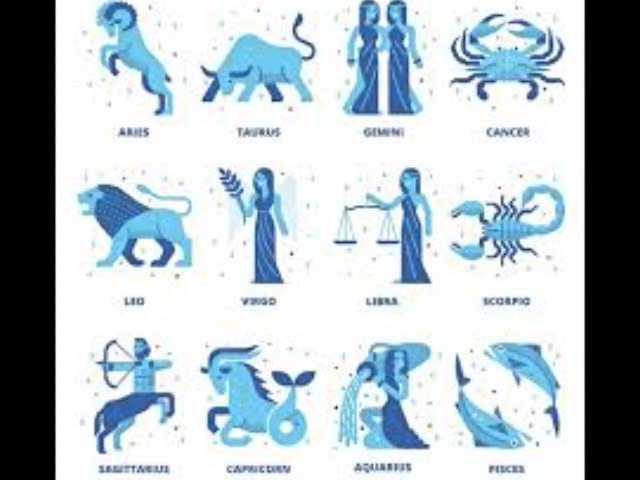 ARIES
TAURUS
GEMINI
CANCER
LEO
VIRGO
LIBRA
SCORPIO
SAGITTARIUS
CAPRICORN
AQUARIUS
PISCES